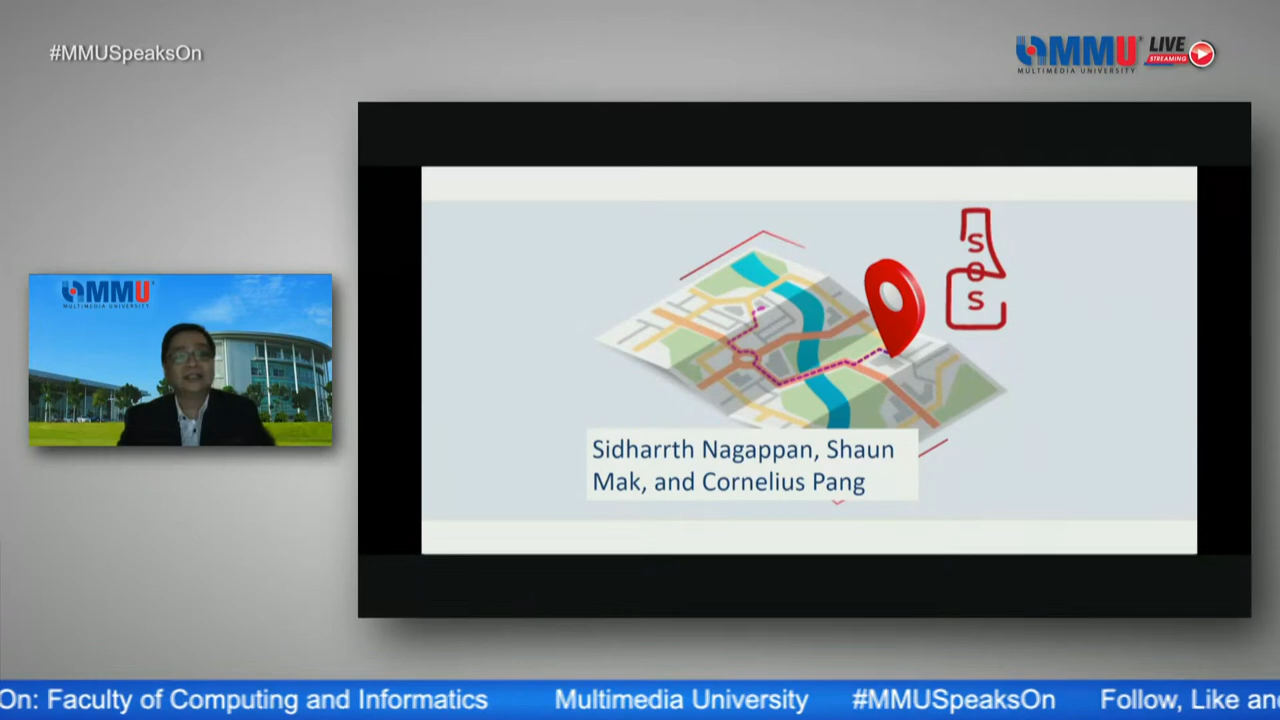 #MMUSpeaksOn
MMU
MULTIMEDIA UNIVERSITY
LIVE
STREAMING
MMU
MULTIMEDIA UNIVERSITY
S
O
S
Sidharrth Nagappan, Shaun
Mak, and Cornelius Pang
On: Faculty of Computing and Informatics Multimedia University #MMUSpeaksOn Follow, Like and